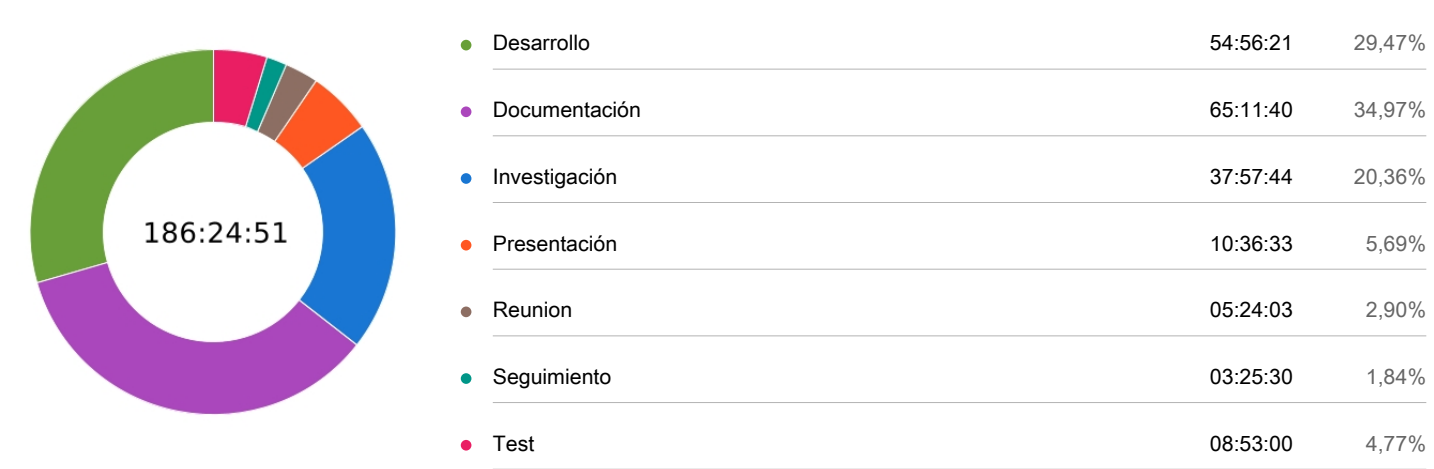 Desarrollo 54:56:21 29,47%
Documentación 65:11:40 34,97%
Investigación 37:57:44 20,36%
186:24:51
Presentación 10:36:33 5,69%
Reunion 05:24:03 2,90%
Seguimiento 03:25:30 1,84%
Test 08:53:00 4,77%